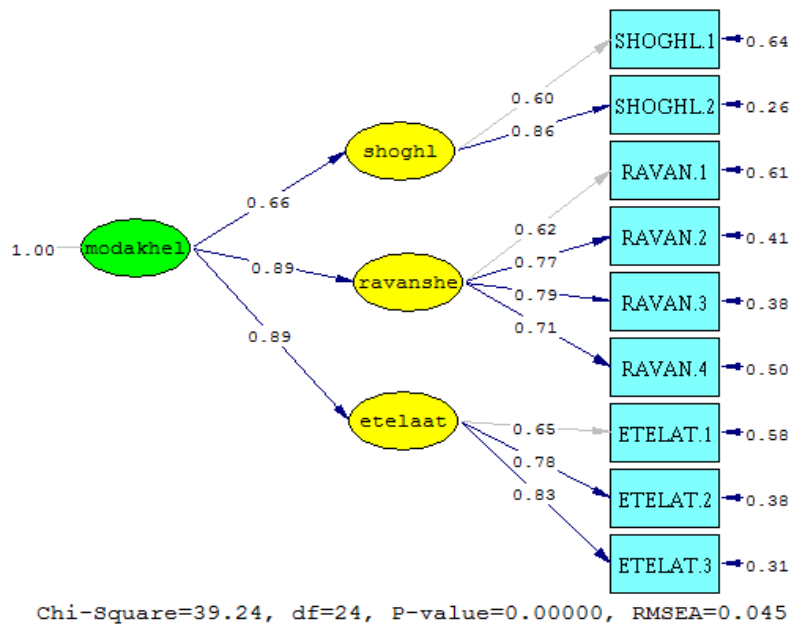 SHOGHL.1
0.64
0.60
SHOGHL.2
0.26
0.86
shoghl
RAVAN.1
0.61
0.66
0.62
RAVAN.2
0.41
1.00
modakhel
0.77
0.89
ravanshe
0.79
RAVAN.3
0.38
0.71
0.89
RAVAN.4
0.50
etelaat
0.65
ETELAT.1
0.58
0.78
0.83
ETELAT.2
0.38
ETELAT.3
0.31
Chi-Square=39.24, df=24, P-value=0.00000, RMSEA=0.045